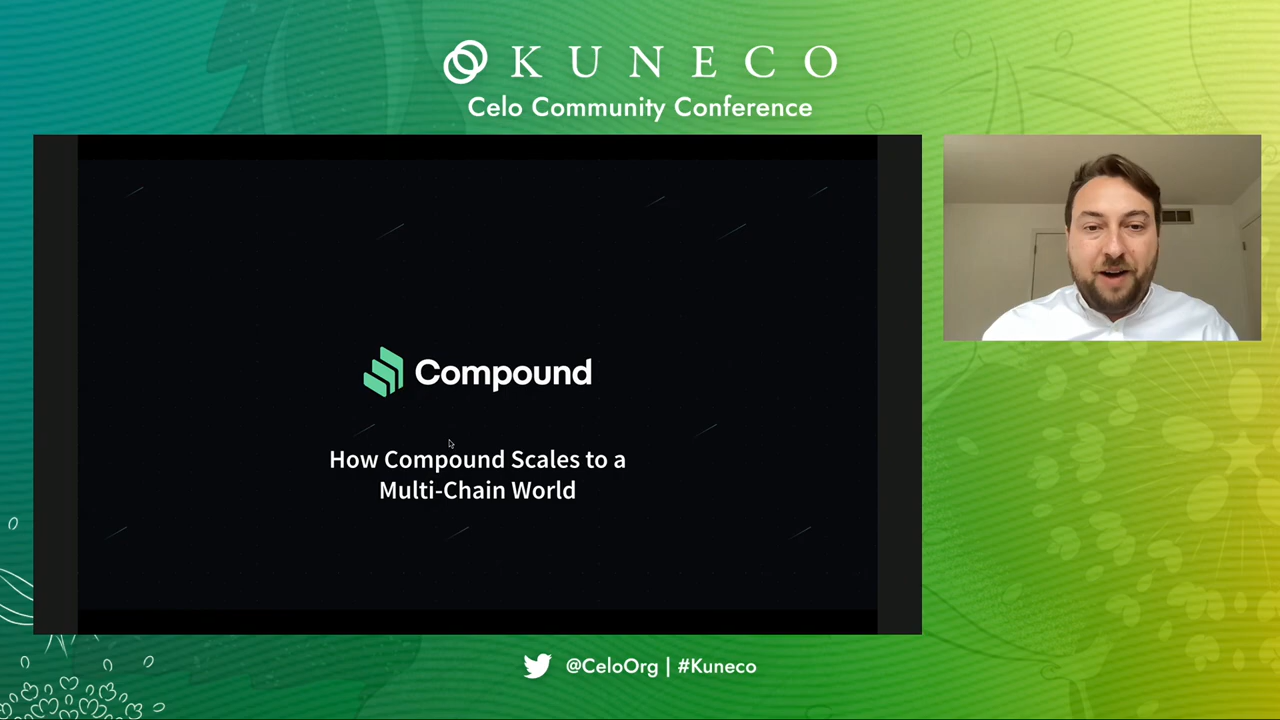 KUNECO
Celo Community Conference
Compound
How Compound Scales to a
Multi-Chain World
@CeloOrg | #Kuneco